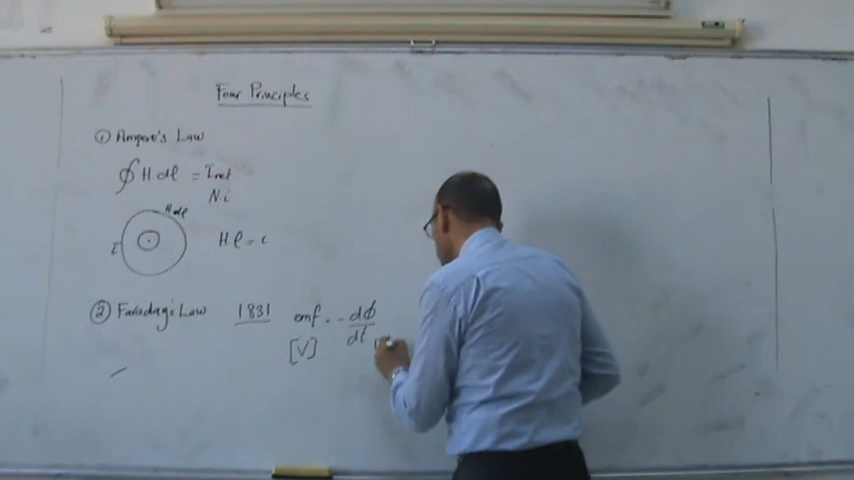 Four Principles
① Ampere's Law
∮ H dl = Inet
N.i
H dl
i
H l = i
② Faraday's Law 1831 emf = - dφ/dt
[V]